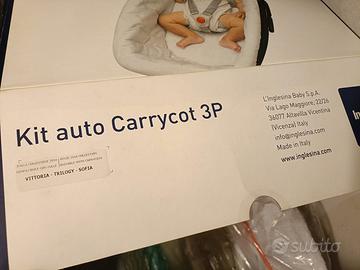 Kit auto Carrycot 3P
VITTORIA - TRILOGY - SOFIA
L'Inglesina Baby S.p.A.
Via Lago Maggiore, 22/26
36077 Altavilla Vicentina
(Vicenza) Italy
info@inglesina.com
Made in Italy
www.inglesina.com
In
subito